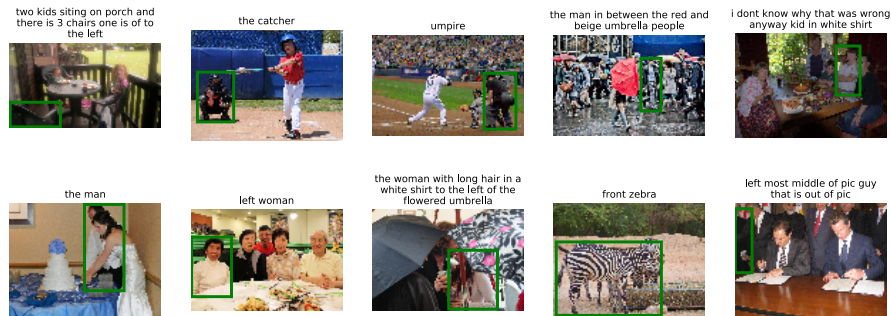 two kids siting on porch and
there is 3 chairs one is of to
the left
the catcher
umpire
the man in between the red and
beige umbrella people
i dont know why that was wrong
anyway kid in white shirt
the man
left woman
the woman with long hair in a
white shirt to the left of the
flowered umbrella
front zebra
left most middle of pic guy
that is out of pic